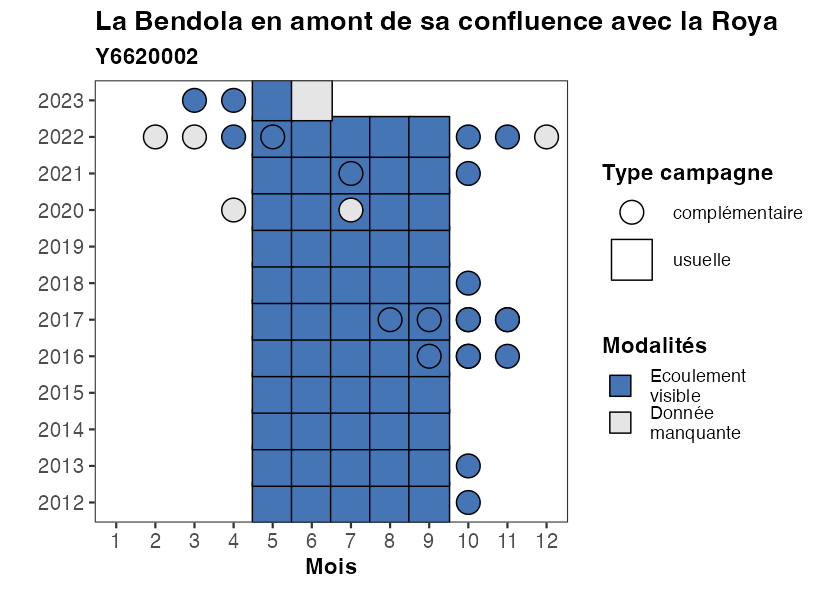 La Bendola en amont de sa confluence avec la Roya
Y6620002
2023
2022
2021
2020
2019
2018
2017
2016
2015
2014
2013
2012
1 2 3 4 5 6 7 8 9 10 11 12
Mois
Type campagne
complémentaire
usuelle
Modalités
Ecoulement
visible
Donnée
manquante